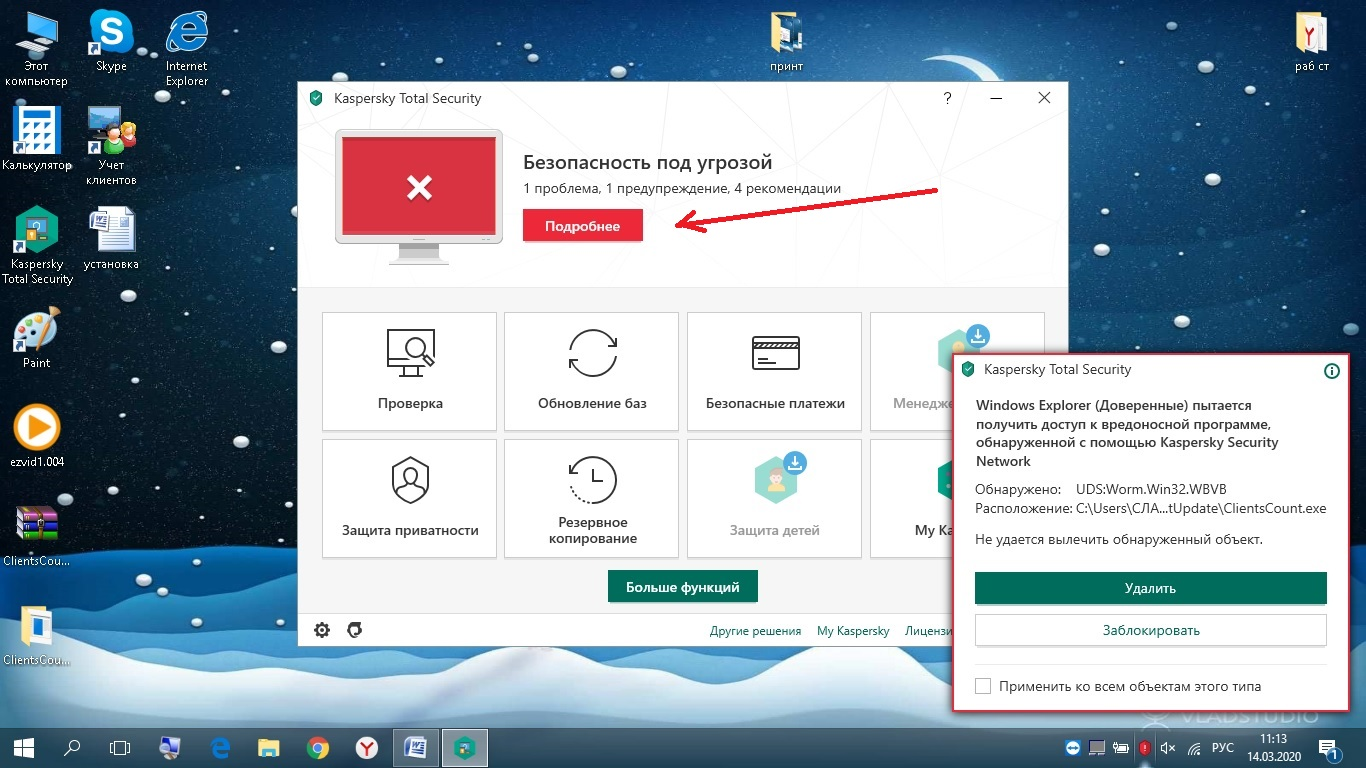 Этот
компьютер
Skype
Internet
Explorer
принт
раб ст
Калькулятор
Учет
клиентов
Kaspersky
Total Security
установка
Paint
ezvid1.004
ClientsCou...
ClientsCou...
Kaspersky Total Security
?
Безопасность под угрозой
1 проблема, 1 предупреждение, 4 рекомендации
Подробнее
Проверка
Обновление баз
Безопасные платежи
Менедже
Защита приватности
Резервное
копирование
Защита детей
My Ka
Больше функций
Другие решения
My Kaspersky
Лицензи
Kaspersky Total Security
Windows Explorer (Доверенные) пытается
получить доступ к вредоносной программе,
обнаруженной с помощью Kaspersky Security
Network
Обнаружено: UDS:Worm.Win32.WBVB
Расположение: C:\Users\СЛА...tUpdate\ClientsCount.exe
Не удается вылечить обнаруженный объект.
Удалить
Заблокировать
Применить ко всем объектам этого типа
VLADSTUDIO
РУС
11:13
14.03.2020
1